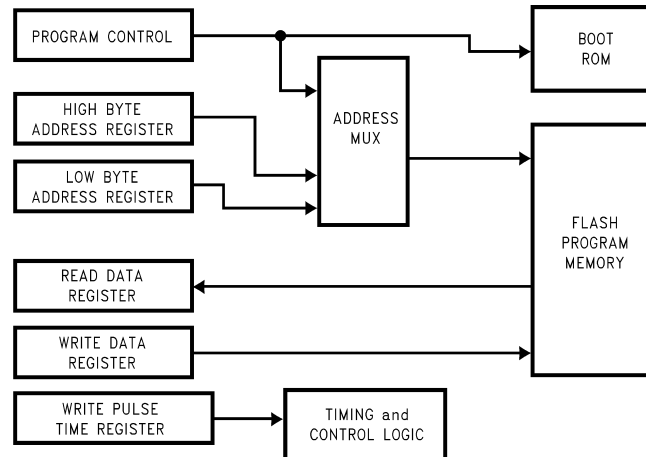 PROGRAM CONTROL
BOOT
ROM
HIGH BYTE
ADDRESS REGISTER
ADDRESS
MUX
LOW BYTE
ADDRESS REGISTER
FLASH
PROGRAM
MEMORY
READ DATA
REGISTER
WRITE DATA
REGISTER
WRITE PULSE
TIME REGISTER
TIMING and
CONTROL LOGIC